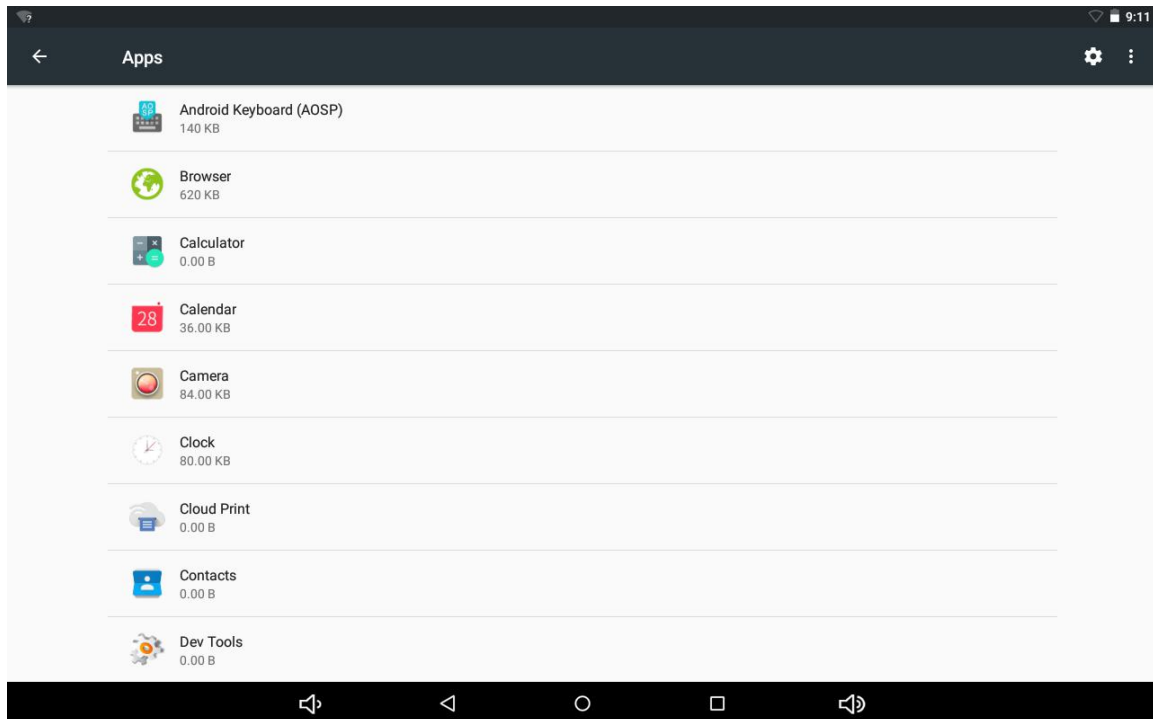 9:11
Apps
Android Keyboard (AOSP)
140 KB
Browser
620 KB
Calculator
0.00 B
28
Calendar
36.00 KB
Camera
84.00 KB
Clock
80.00 KB
Cloud Print
0.00 B
Contacts
0.00 B
Dev Tools
0.00 B